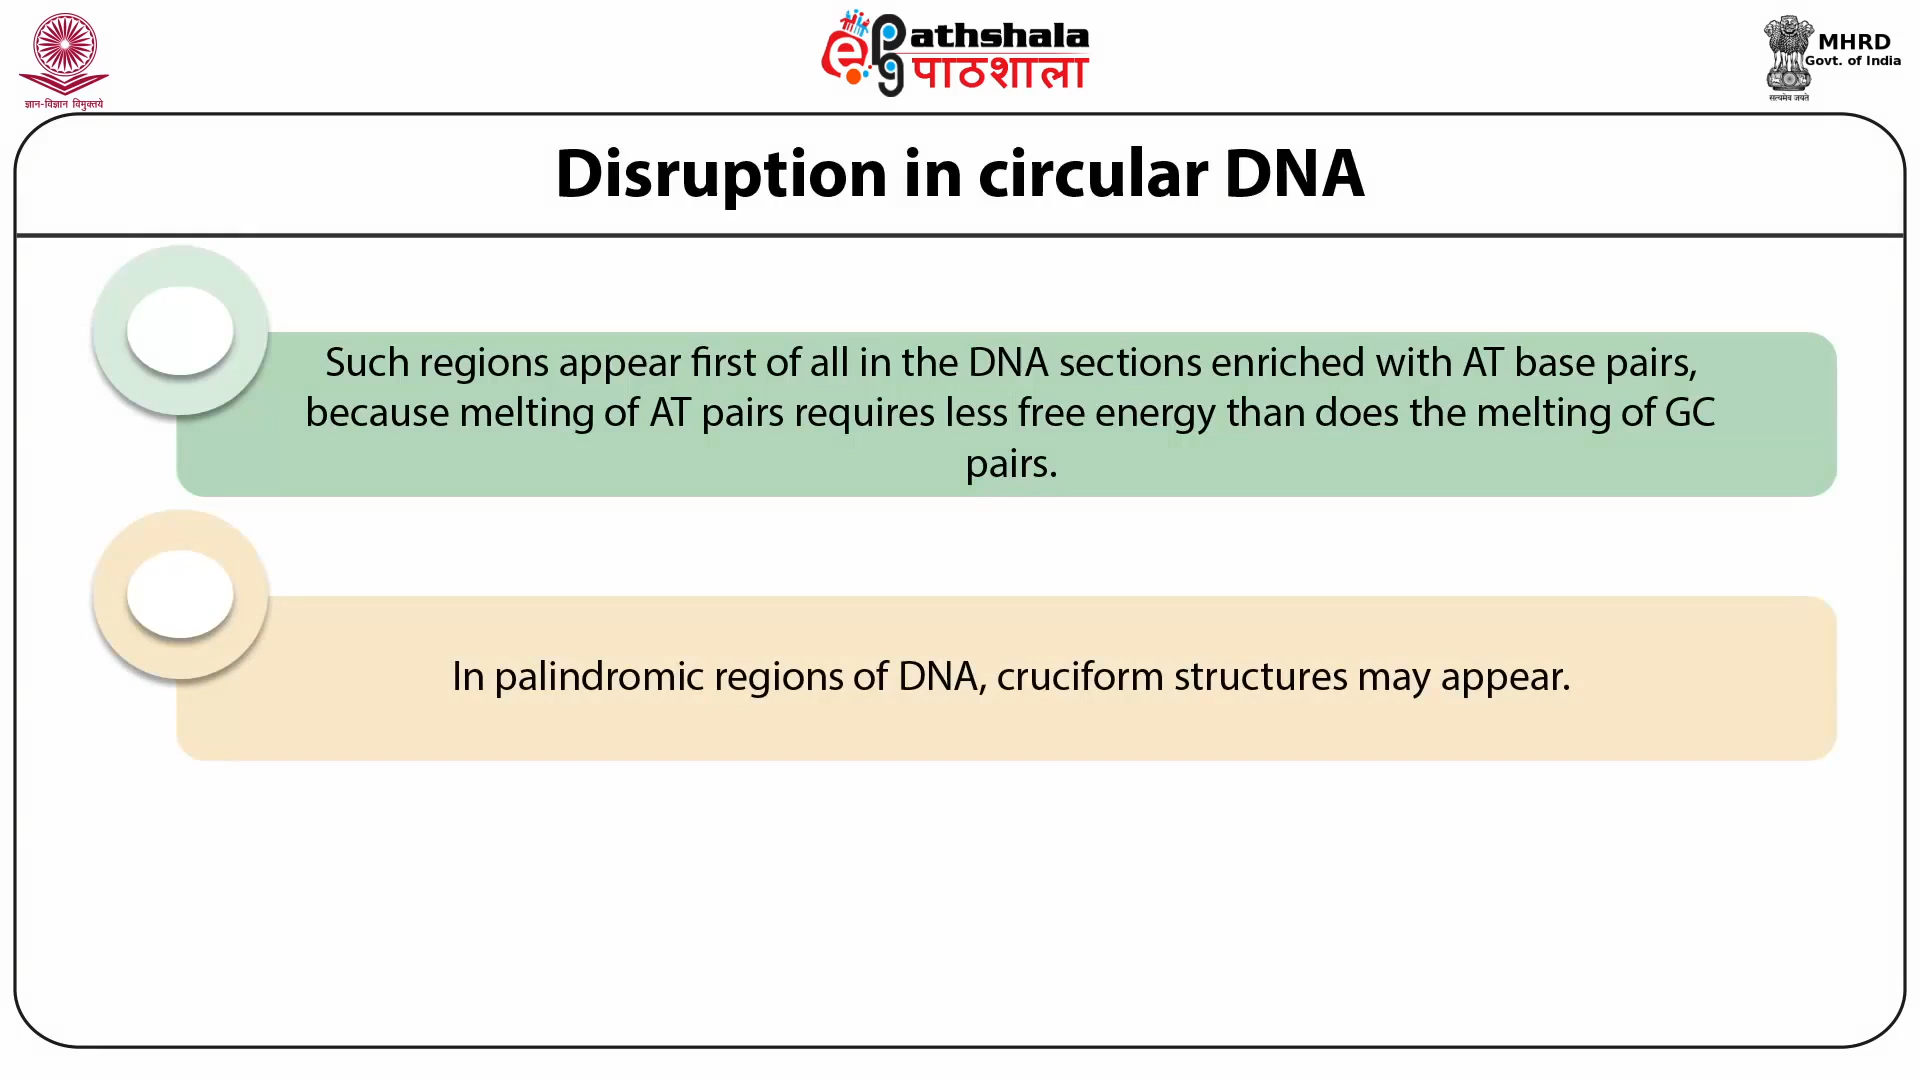 ज्ञान-विज्ञान विमुक्तये
ePathshala
पाठशाला
MHRD
Govt. of India
सत्यमेव जयते
Disruption in circular DNA
Such regions appear first of all in the DNA sections enriched with AT base pairs,
because melting of AT pairs requires less free energy than does the melting of GC
pairs.
In palindromic regions of DNA, cruciform structures may appear.